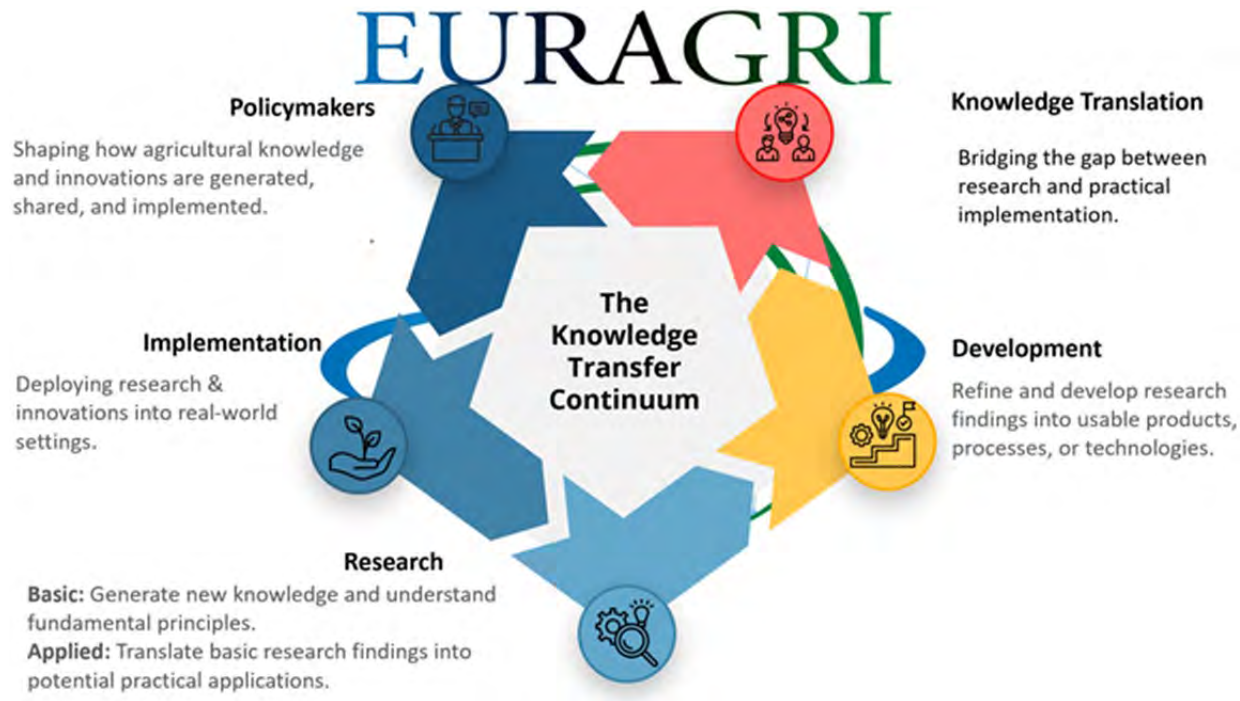 EURAGRI
Policymakers
Shaping how agricultural knowledge
and innovations are generated,
shared, and implemented.
Knowledge Translation
Bridging the gap between
research and practical
implementation.
The
Knowledge
Transfer
Continuum
Implementation
Deploying research &
innovations into real-world
settings.
Development
Refine and develop research
findings into usable products,
processes, or technologies.
Research
Basic: Generate new knowledge and understand
fundamental principles.
Applied: Translate basic research findings into
potential practical applications.